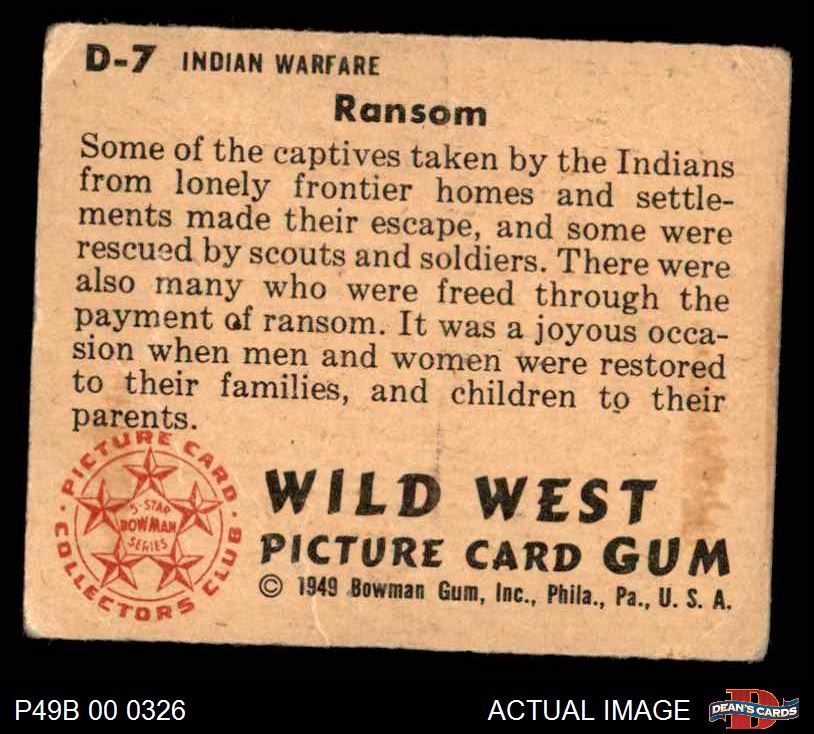 D-7 INDIAN WARFARE
Ransom
Some of the captives taken by the Indians
from lonely frontier homes and settle-
ments made their escape, and some were
rescued by scouts and soldiers. There were
also many who were freed through the
payment of ransom. It was a joyous occa-
sion when men and women were restored
to their families, and children to their
parents.
PICTURE CARD
COLLECTORS CLUB
5-STAR
BOWMAN
SERIES
WILD WEST
PICTURE CARD GUM
© 1949 Bowman Gum, Inc., Phila., Pa., U. S. A.
P49B 00 0326 ACTUAL IMAGE
D
DEAN'S CARDS